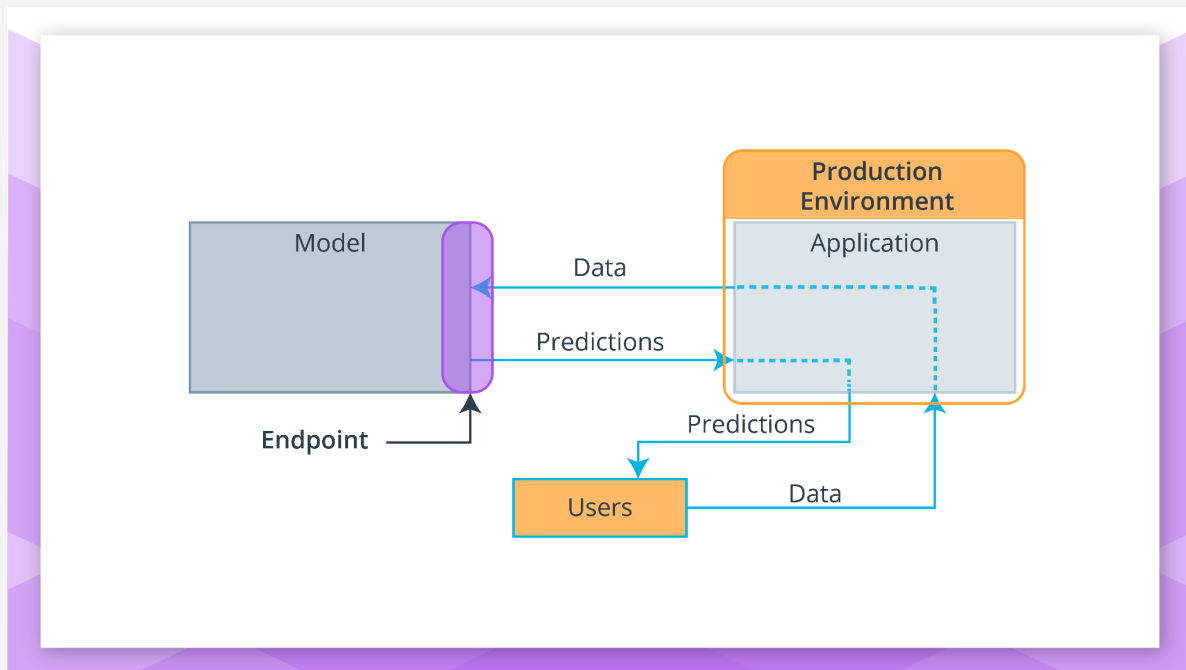 Production
Environment
Model
Application
Data
Predictions
Predictions
Endpoint
Data
Users